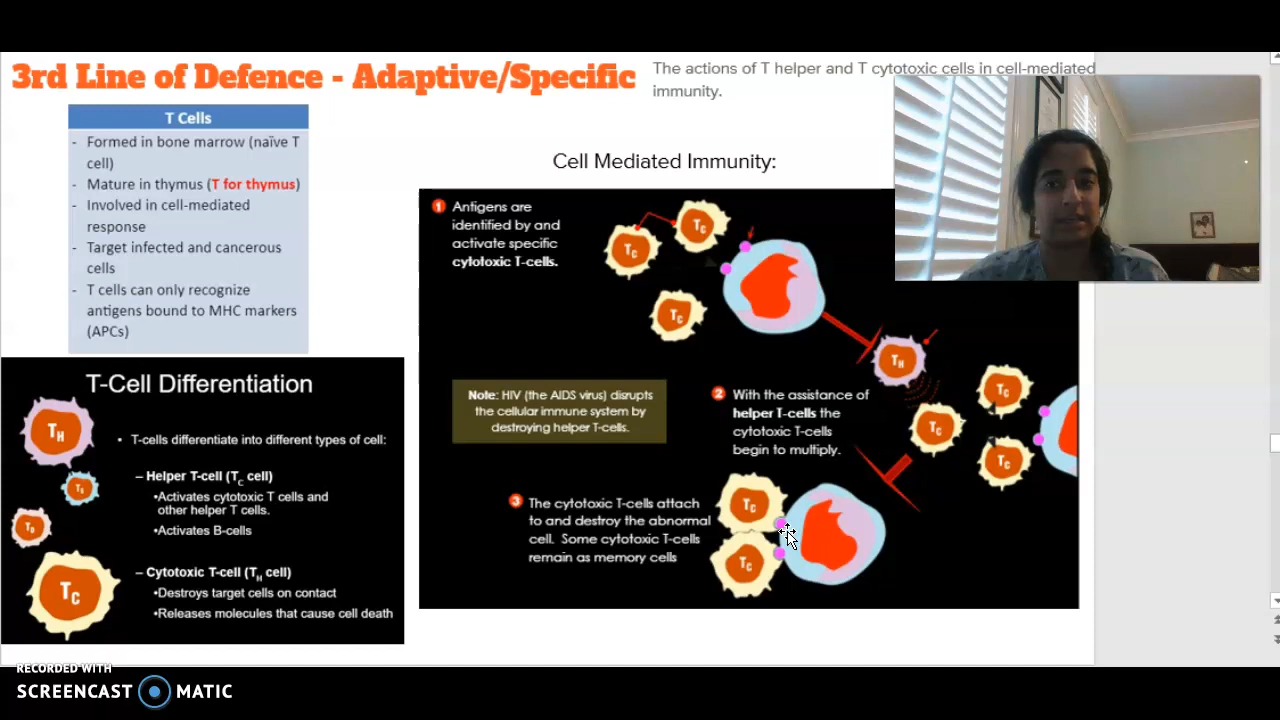 3rd Line of Defence - Adaptive/Specific
The actions of T helper and T cytotoxic cells in cell-mediated
immunity.
T Cells
- Formed in bone marrow (naïve T
cell)
- Mature in thymus (T for thymus)
- Involved in cell-mediated
response
- Target infected and cancerous
cells
- T cells can only recognize
antigens bound to MHC markers
(APCs)
T-Cell Differentiation
TH
• T-cells differentiate into different types of cell:
– Helper T-cell (TC cell)
•Activates cytotoxic T cells and
other helper T cells.
•Activates B-cells
TD
TC
– Cytotoxic T-cell (TH cell)
•Destroys target cells on contact
•Releases molecules that cause cell death
Cell Mediated Immunity:
1 Antigens are
identified by and
activate specific
cytotoxic T-cells.
TC
TC
TC
TH
Note: HIV (the AIDS virus) disrupts
the cellular immune system by
destroying helper T-cells.
2 With the assistance of
helper T-cells the
cytotoxic T-cells
begin to multiply.
TC
TC
TC
3 The cytotoxic T-cells attach
to and destroy the abnormal
cell. Some cytotoxic T-cells
remain as memory cells
TC
TC
RECORDED WITH
SCREENCAST MATIC